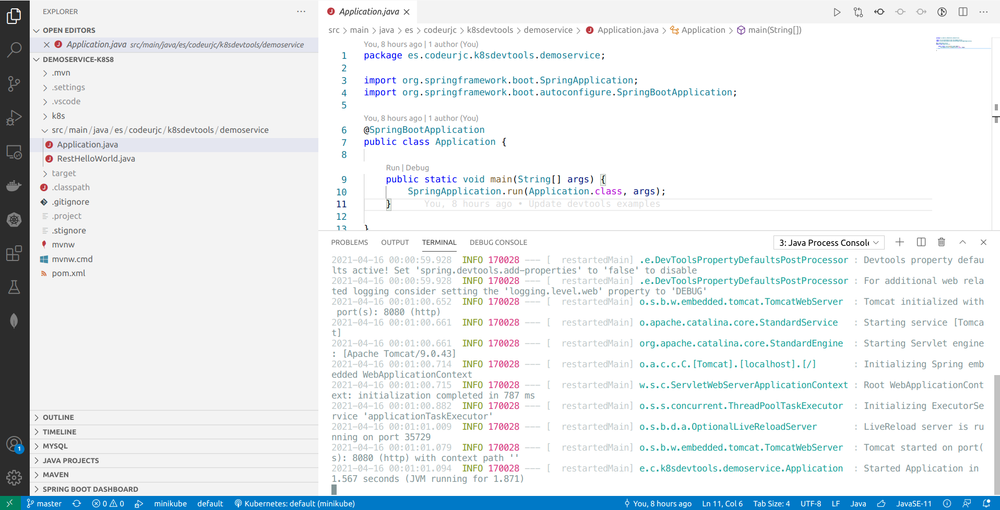 EXPLORER
OPEN EDITORS
Application.java src/main/java/es/codeurjc/k8sdevtools/demoservice
DEMOSERVICE-K8S8
.mvn
.settings
.vscode
k8s
src/main/java/es/codeurjc/k8sdevtools/demoservice
Application.java
RestHelloWorld.java
target
.classpath
.gitignore
.project
.stignore
mvnw
mvnw.cmd
pom.xml
OUTLINE
TIMELINE
MYSQL
JAVA PROJECTS
MAVEN
SPRING BOOT DASHBOARD
1
Application.java
src > main > java > es > codeurjc > k8sdevtools > demoservice > Application.java > Application > main(String[])
You, 8 hours ago | 1 author (You)
1 package es.codeurjc.k8sdevtools.demoservice;
2
3 import org.springframework.boot.SpringApplication;
4 import org.springframework.boot.autoconfigure.SpringBootApplication;
5
You, 8 hours ago | 1 author (You)
6 @SpringBootApplication
7 public class Application {
8
Run | Debug
9 public static void main(String[] args) {
10 SpringApplication.run(Application.class, args);
11 } You, 8 hours ago • Update devtools examples
12
13 }
PROBLEMS OUTPUT TERMINAL DEBUG CONSOLE
3: Java Process Console
2021-04-16 00:00:59.928 INFO 170028 --- [ restartedMain] .e.DevToolsPropertyDefaultsPostProcessor : Devtools property defau
lts active! Set 'spring.devtools.add-properties' to 'false' to disable
2021-04-16 00:00:59.928 INFO 170028 --- [ restartedMain] .e.DevToolsPropertyDefaultsPostProcessor : For additional web rela
ted logging consider setting the 'logging.level.web' property to 'DEBUG'
2021-04-16 00:01:00.652 INFO 170028 --- [ restartedMain] o.s.b.w.embedded.tomcat.TomcatWebServer : Tomcat initialized with
port(s): 8080 (http)
2021-04-16 00:01:00.661 INFO 170028 --- [ restartedMain] o.apache.catalina.core.StandardService : Starting service [Tomca
t]
2021-04-16 00:01:00.661 INFO 170028 --- [ restartedMain] org.apache.catalina.core.StandardEngine : Starting Servlet engine
: [Apache Tomcat/9.0.43]
2021-04-16 00:01:00.714 INFO 170028 --- [ restartedMain] o.a.c.c.C.[Tomcat].[localhost].[/] : Initializing Spring emb
edded WebApplicationContext
2021-04-16 00:01:00.715 INFO 170028 --- [ restartedMain] w.s.c.ServletWebServerApplicationContext : Root WebApplicationCont
ext: initialization completed in 787 ms
2021-04-16 00:01:00.882 INFO 170028 --- [ restartedMain] o.s.s.concurrent.ThreadPoolTaskExecutor : Initializing ExecutorSe
rvice 'applicationTaskExecutor'
2021-04-16 00:01:01.009 INFO 170028 --- [ restartedMain] o.s.b.d.a.OptionalLiveReloadServer : LiveReload server is ru
nning on port 35729
2021-04-16 00:01:01.079 INFO 170028 --- [ restartedMain] o.s.b.w.embedded.tomcat.TomcatWebServer : Tomcat started on port(
s): 8080 (http) with context path ''
2021-04-16 00:01:01.094 INFO 170028 --- [ restartedMain] e.c.k8sdevtools.demoservice.Application : Started Application in
1.567 seconds (JVM running for 1.871)
master 0 0 minikube default Kubernetes: default (minikube) You, 8 hours ago Ln 11, Col 6 Tab Size: 4 UTF-8 LF Java JavaSE-11